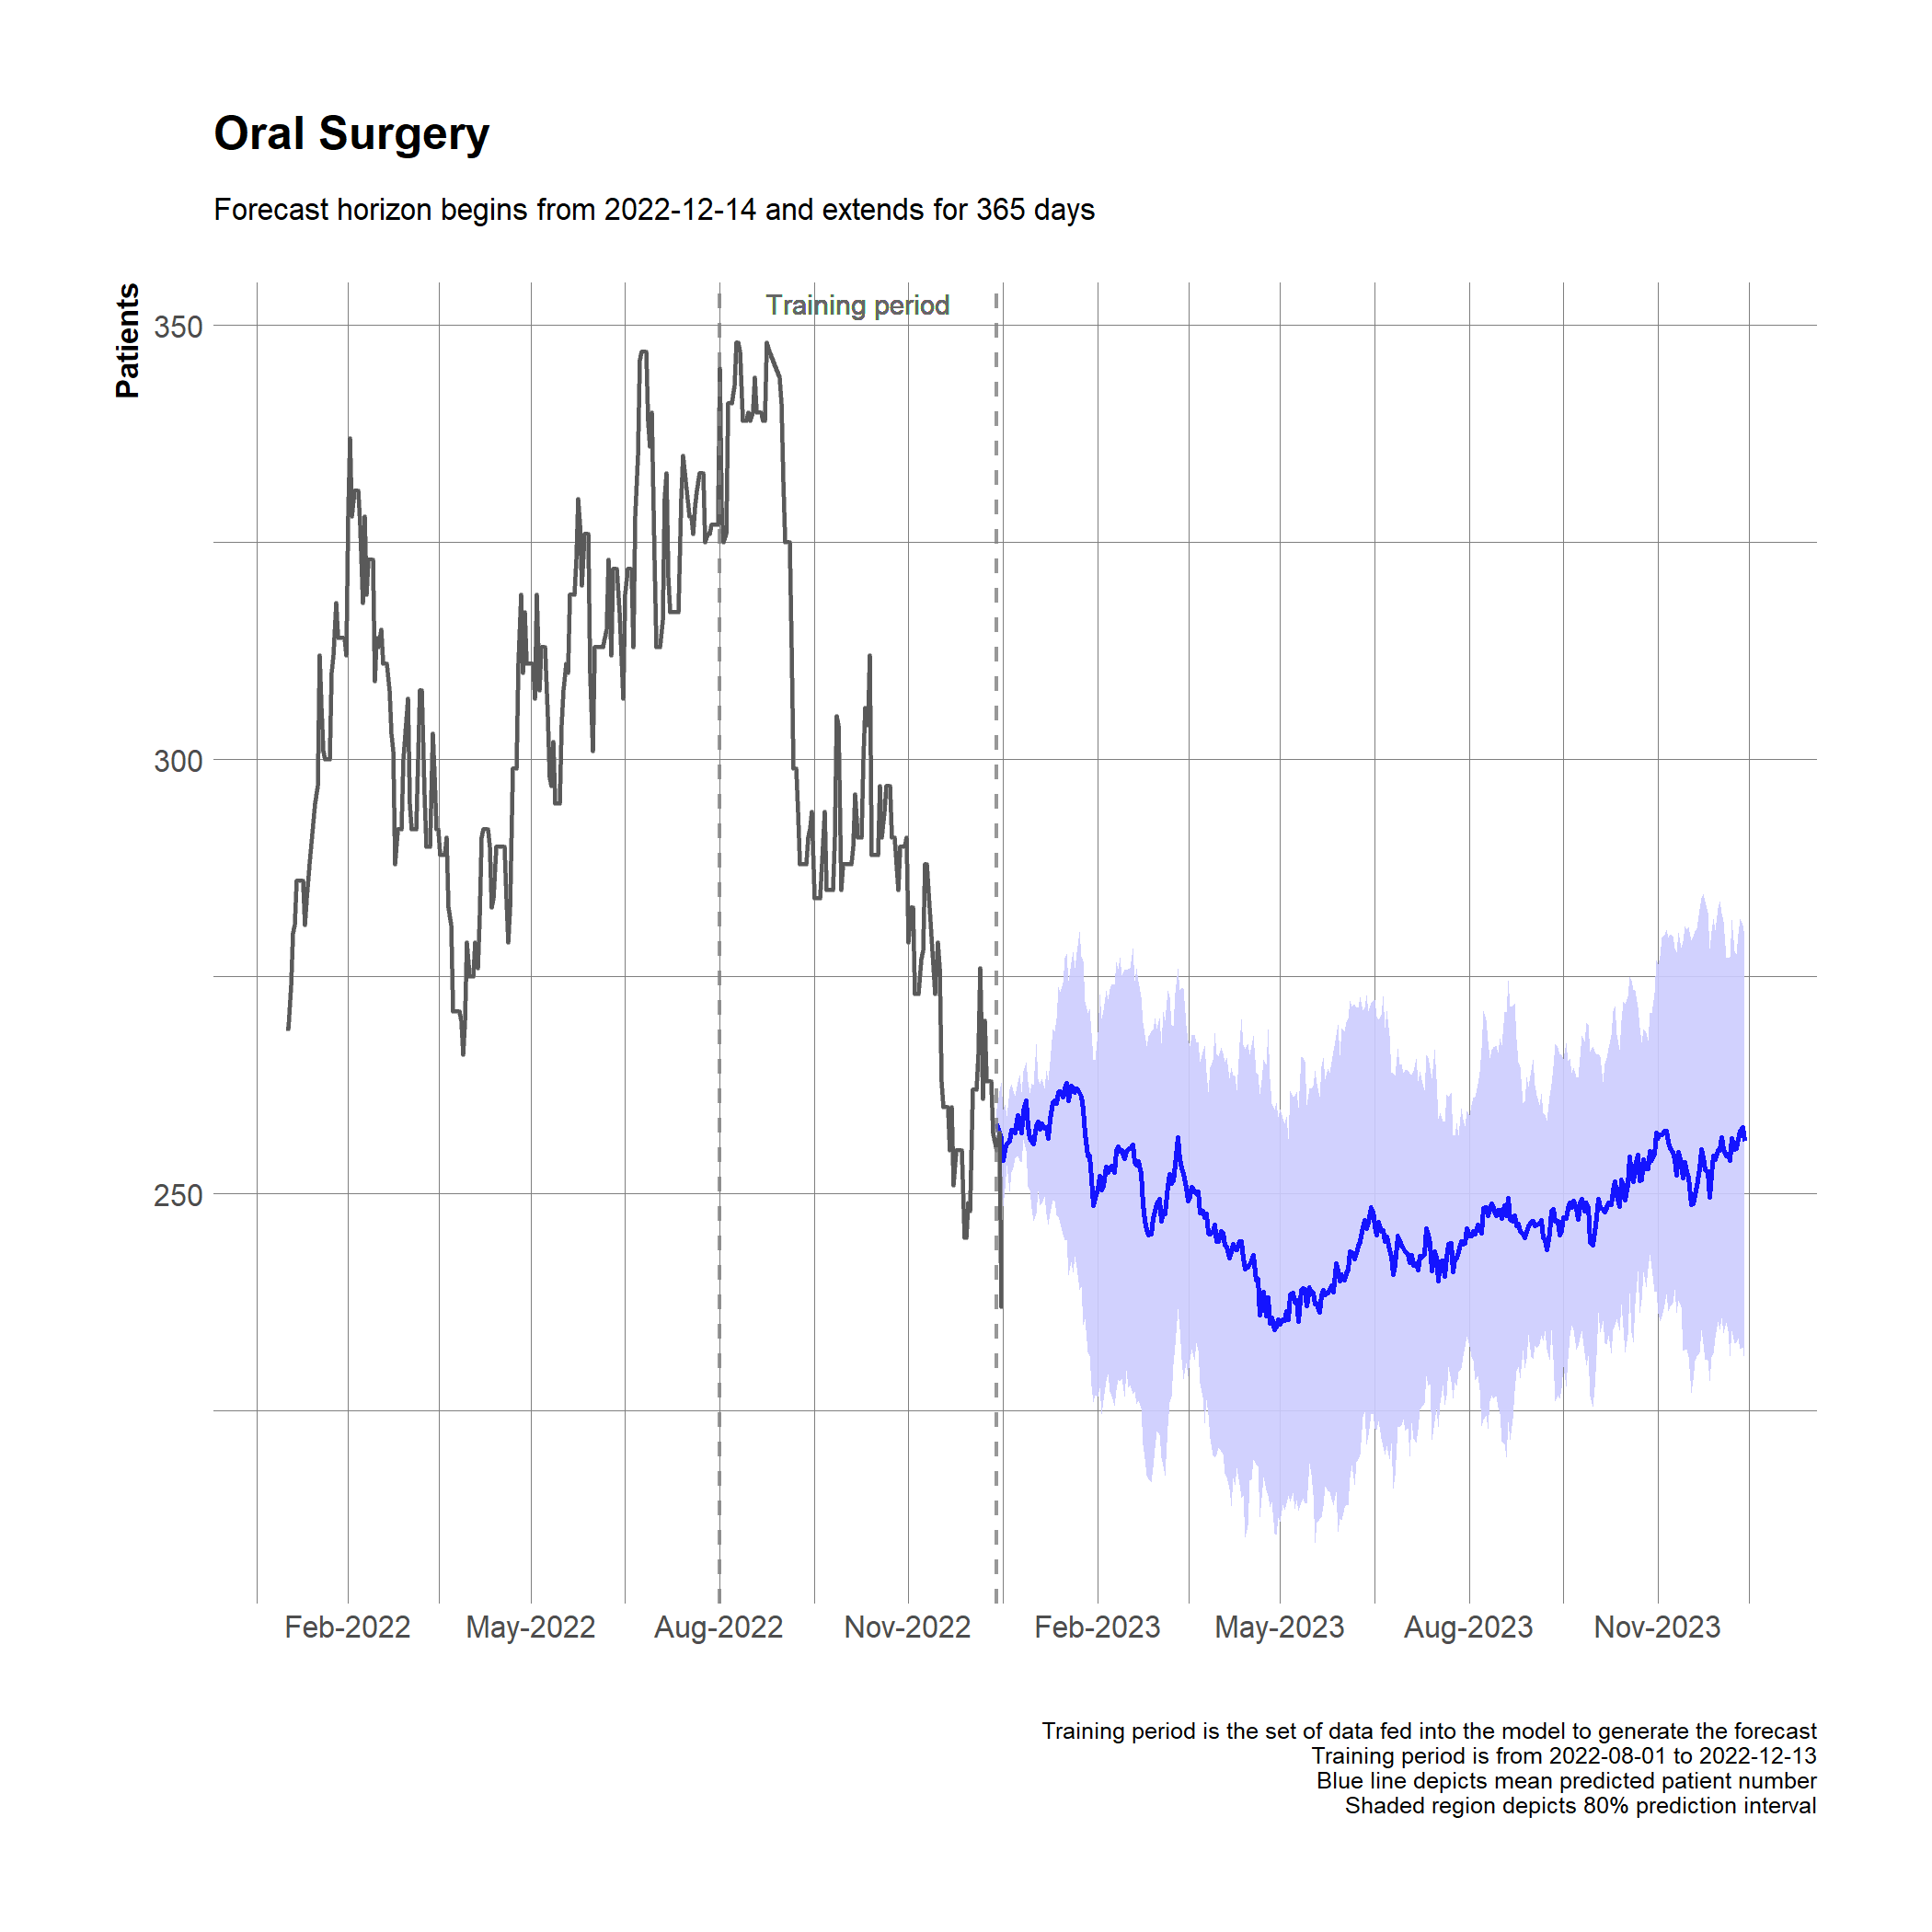 Oral Surgery
Forecast horizon begins from 2022-12-14 and extends for 365 days
Patients
Training period
350
300
250
Feb-2022
May-2022
Aug-2022
Nov-2022
Feb-2023
May-2023
Aug-2023
Nov-2023
Training period is the set of data fed into the model to generate the forecast
Training period is from 2022-08-01 to 2022-12-13
Blue line depicts mean predicted patient number
Shaded region depicts 80% prediction interval